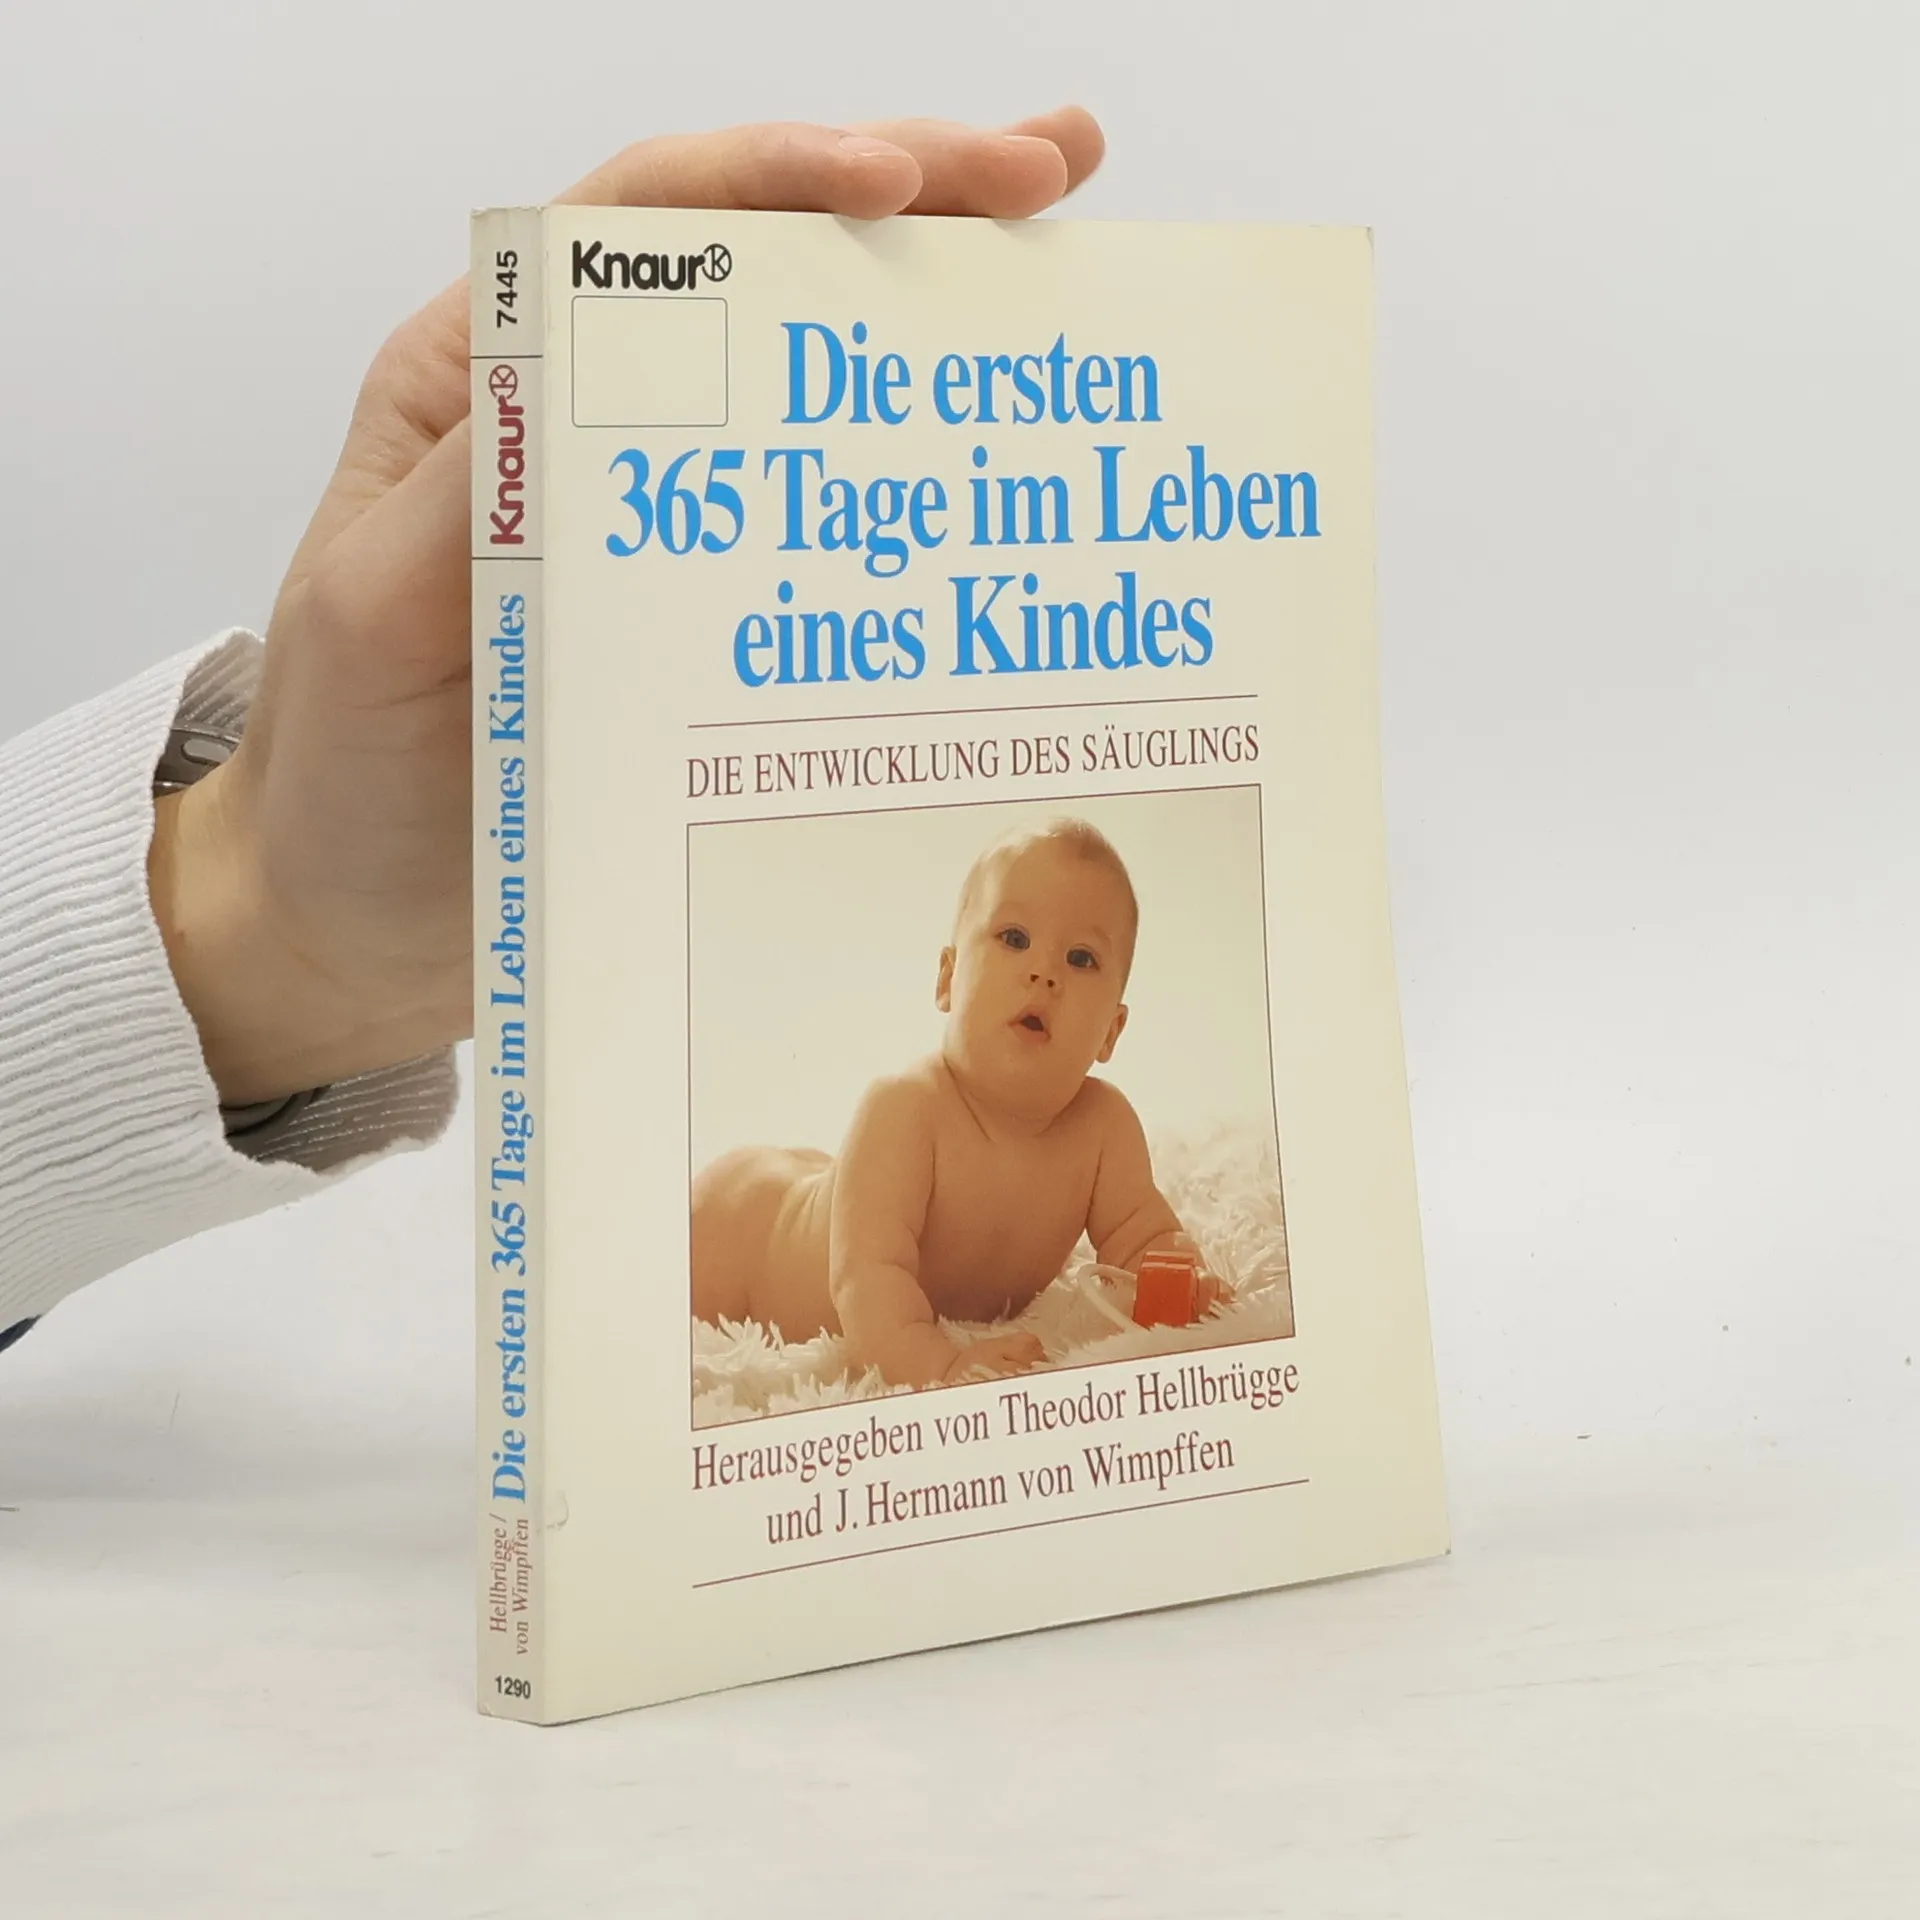 7445
Knaur
Die ersten 365 Tage im Leben eines Kindes
Hellbrügge /
von Wimpffen
1290
Knaur
Die ersten
365 Tage im Leben
eines Kindes
DIE ENTWICKLUNG DES SÄUGLINGS
Herausgegeben von Theodor Hellbrügge
und J. Hermann von Wimpffen